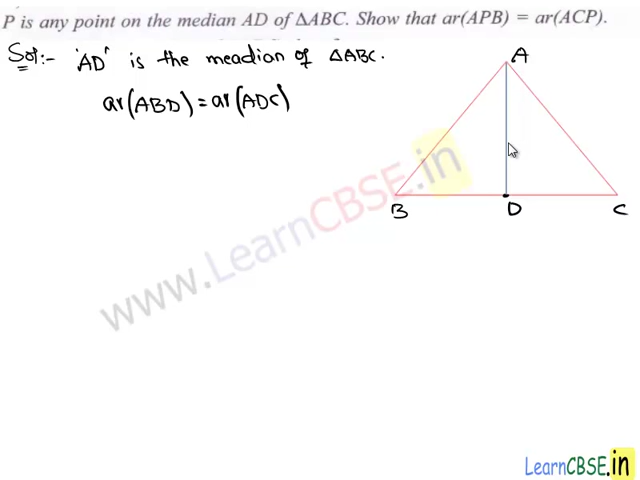 P is any point on the median AD of ΔABC. Show that ar(APB) = ar(ACP).
Sol:- 'AD' is the meadian of ΔABC.
ar(ABD) = ar(ADC)
A
B D C
www.LearnCBSE.in
LearnCBSE.in